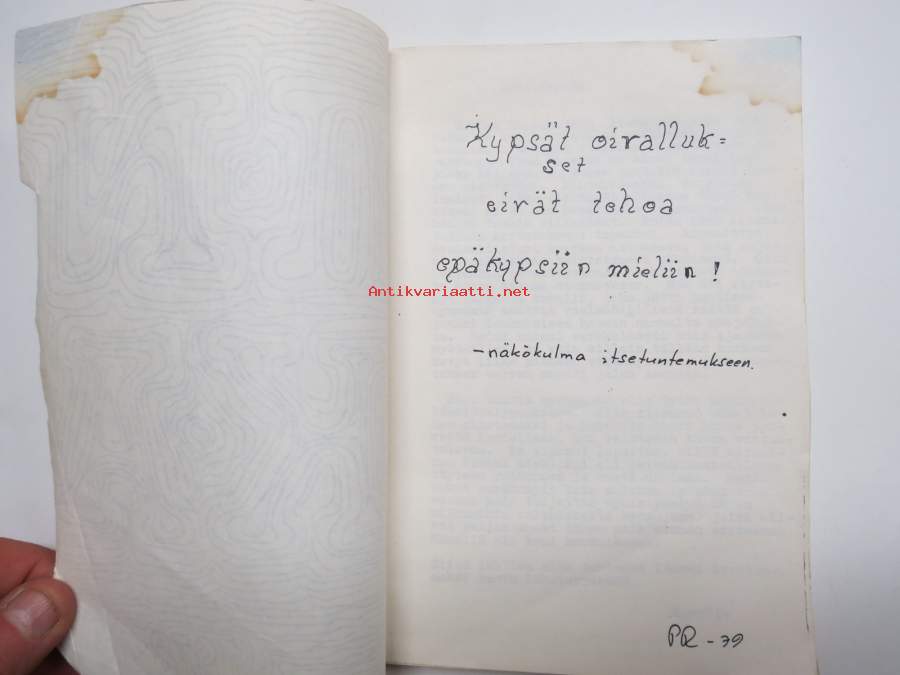 Kypsät oivalluk=
set
eivät tehoa
epäkypsiin mieliin!
Antikvariaatti.net
-näkökulma itsetuntemukseen.
PR - 79